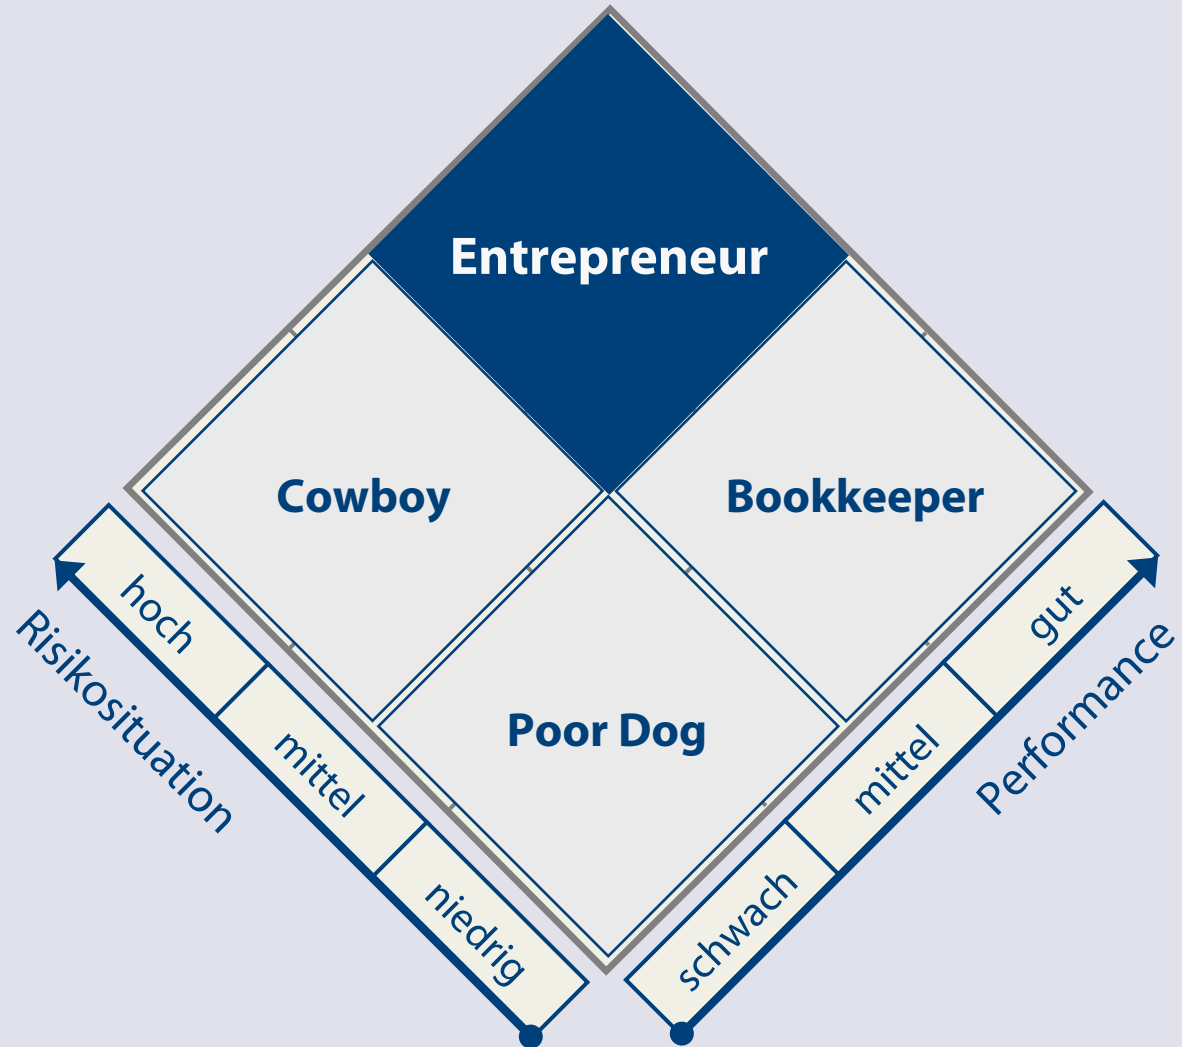 Entrepreneur
Cowboy
Bookkeeper
Poor Dog
hoch
mittel
niedrig
Risikosituation
schwach
mittel
gut
Performance